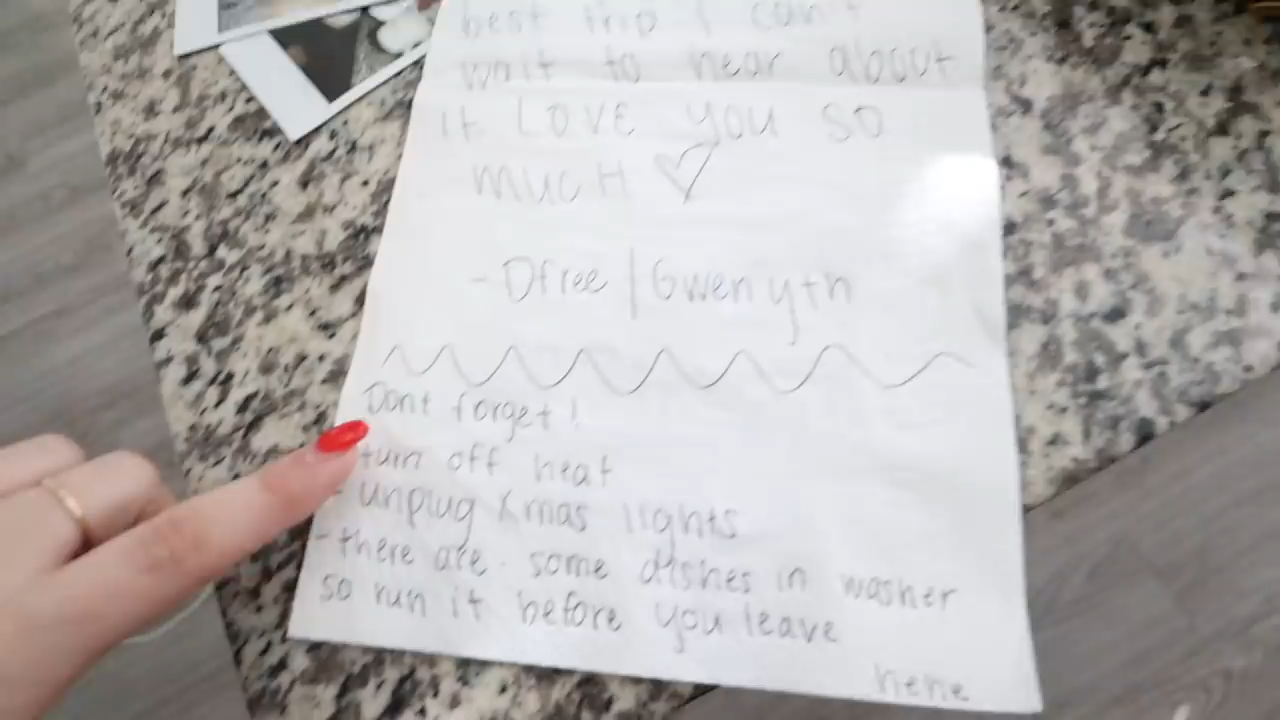 best trip I can't
wait to hear about
it LOVE you so
mucH ♡
- Dfree | Gwenyth
Dont forget!
turn off heat
- unplug Xmas lights
- there are some dishes in washer
so run it before you leave
hehe